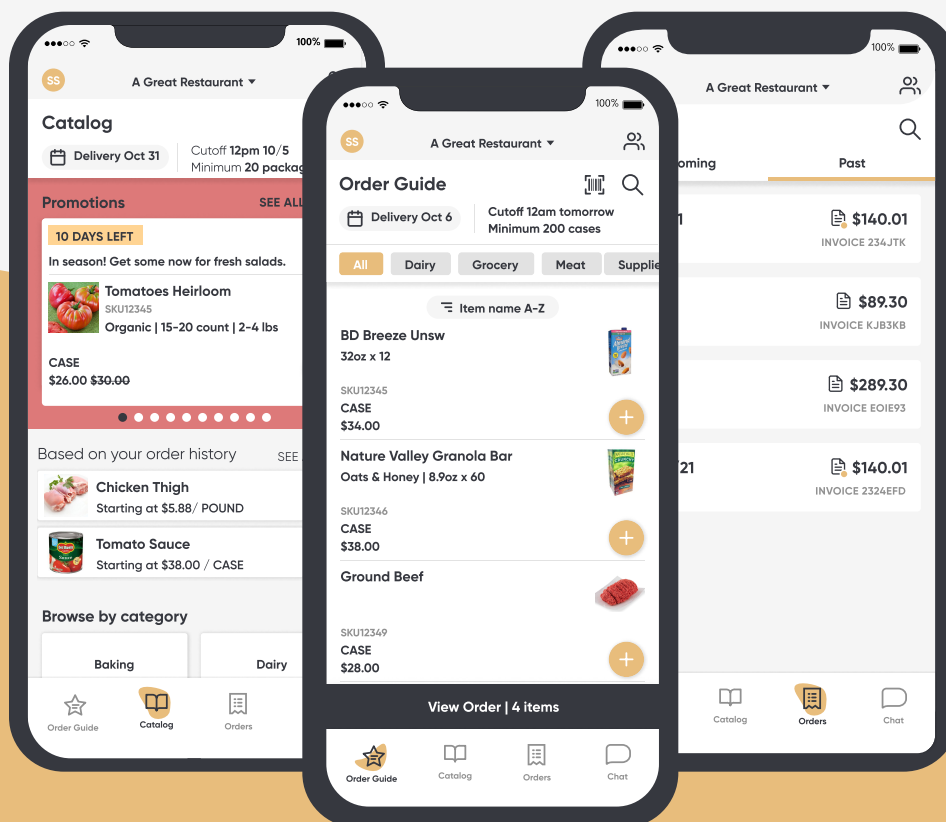 100%
SS
A Great Restaurant
Catalog
Delivery Oct 31
Cutoff 12pm 10/5
Minimum 20 packag
Promotions
SEE ALL
10 DAYS LEFT
In season! Get some now for fresh salads.
Tomatoes Heirloom
SKU12345
Organic | 15-20 count | 2-4 lbs
CASE
$26.00 $30.00
Based on your order history
SEE
Chicken Thigh
Starting at $5.88/ POUND
Del Monte
Sauce
Tomato Sauce
Starting at $38.00 / CASE
Browse by category
Baking
Dairy
Order Guide
Catalog
Orders
100%
SS
A Great Restaurant
Order Guide
Delivery Oct 6
Cutoff 12am tomorrow
Minimum 200 cases
All
Dairy
Grocery
Meat
Supplie
Item name A-Z
BD Breeze Unsw
32oz x 12
SKU12345
CASE
$34.00
Nature Valley Granola Bar
Oats & Honey | 8.9oz x 60
SKU12346
CASE
$38.00
Ground Beef
SKU12349
CASE
$28.00
View Order | 4 items
Order Guide
Catalog
Orders
Chat
100%
A Great Restaurant
oming
Past
1
$140.01
INVOICE 234JTK
$89.30
INVOICE KJB3KB
$289.30
INVOICE EOIE93
21
$140.01
INVOICE 2324EFD
Catalog
Orders
Chat